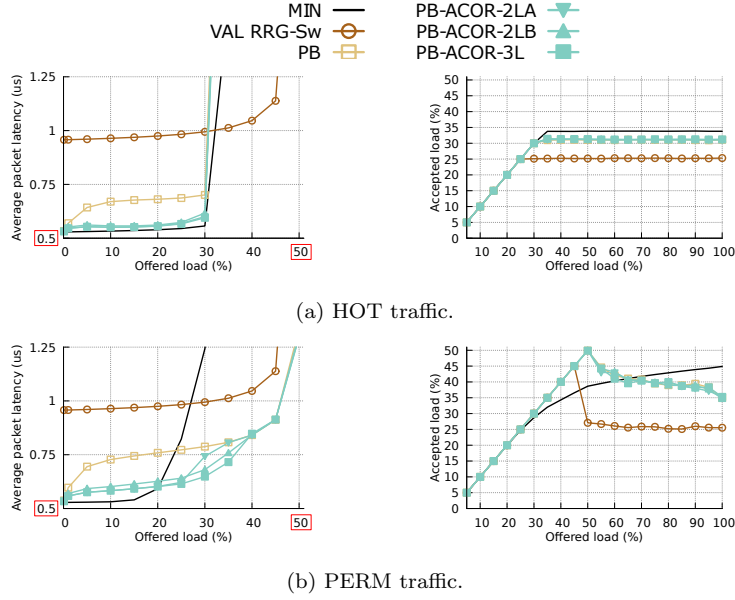 MIN
VAL RRG-Sw
PB
PB-ACOR-2LA
PB-ACOR-2LB
PB-ACOR-3L
Average packet latency (us)
1.25
1
0.75
0.5
0 10 20 30 40 50
Offered load (%)
Accepted load (%)
50
45
40
35
30
25
20
15
10
5
0
10 20 30 40 50 60 70 80 90 100
Offered load (%)
(a) HOT traffic.
Average packet latency (us)
1.25
1
0.75
0.5
0 10 20 30 40 50
Offered load (%)
Accepted load (%)
50
45
40
35
30
25
20
15
10
5
0
10 20 30 40 50 60 70 80 90 100
Offered load (%)
(b) PERM traffic.